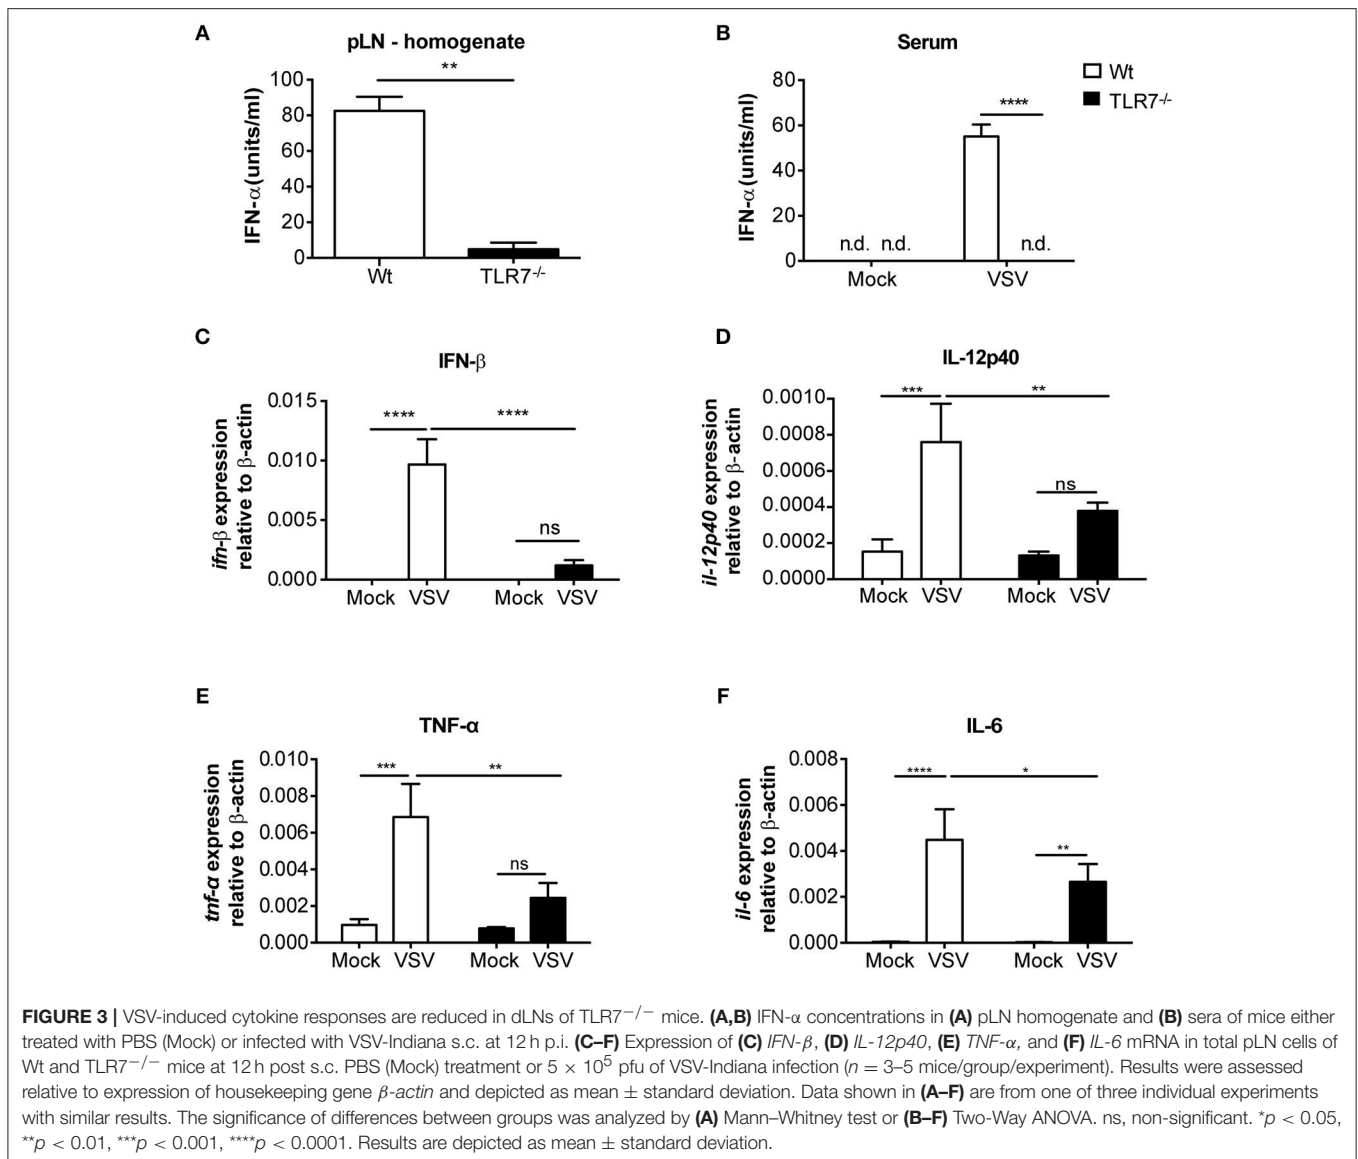 A
pLN - homogenate
**
100
80
60
40
20
0
IFN-α(units/ml)
Wt
TLR7-/-
B
Serum
Wt
TLR7-/-
80
60
40
20
0
IFN-α(units/ml)
****
n.d. n.d.
n.d.
Mock
VSV
C
IFN-β
0.015
0.010
0.005
0.000
ifn-β expression
relative to β-actin
****
****
ns
Mock VSV
Mock VSV
D
IL-12p40
0.0010
0.0008
0.0006
0.0004
0.0002
0.0000
il-12p40 expression
relative to β-actin
***
**
ns
Mock VSV
Mock VSV
E
TNF-α
0.010
0.008
0.006
0.004
0.002
0.000
tnf-α expression
relative to β-actin
***
**
ns
Mock VSV
Mock VSV
F
IL-6
0.008
0.006
0.004
0.002
0.000
il-6 expression
relative to β-actin
****
*
**
Mock VSV
Mock VSV
FIGURE 3 | VSV-induced cytokine responses are reduced in dLNs of TLR7−/− mice. (A,B) IFN-α concentrations in (A) pLN homogenate and (B) sera of mice either
treated with PBS (Mock) or infected with VSV-Indiana s.c. at 12 h p.i. (C–F) Expression of (C) IFN-β, (D) IL-12p40, (E) TNF-α, and (F) IL-6 mRNA in total pLN cells of
Wt and TLR7−/− mice at 12 h post s.c. PBS (Mock) treatment or 5 × 10⁵ pfu of VSV-Indiana infection (n = 3–5 mice/group/experiment). Results were assessed
relative to expression of housekeeping gene β-actin and depicted as mean ± standard deviation. Data shown in (A–F) are from one of three individual experiments
with similar results. The significance of differences between groups was analyzed by (A) Mann–Whitney test or (B–F) Two-Way ANOVA. ns, non-significant. *p < 0.05,
**p < 0.01, ***p < 0.001, ****p < 0.0001. Results are depicted as mean ± standard deviation.